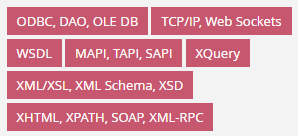 ODBC, DAO, OLE DB TCP/IP, Web Sockets
WSDL MAPI, TAPI, SAPI XQuery
XML/XSL, XML Schema, XSD
XHTML, XPATH, SOAP, XML-RPC